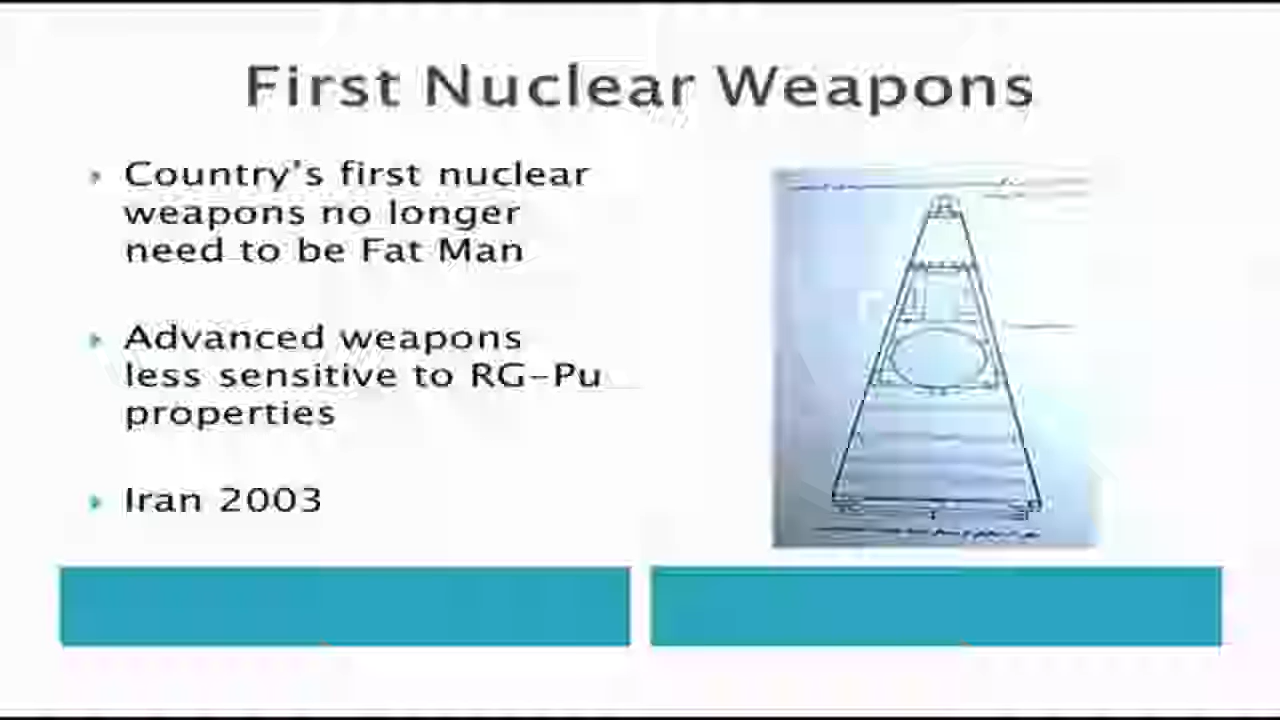 First Nuclear Weapons
Country's first nuclear
weapons no longer
need to be Fat Man
Advanced weapons
less sensitive to RG-Pu
properties
Iran 2003